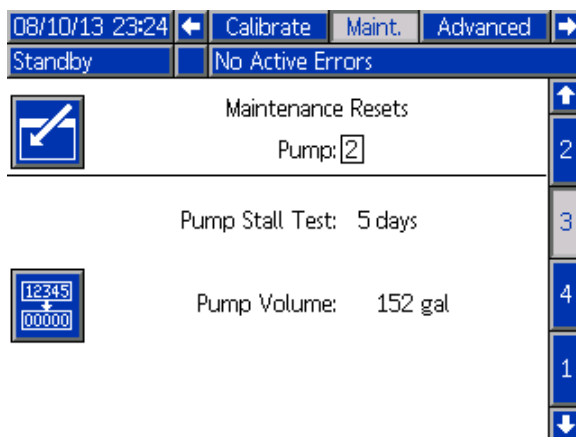 08/10/13 23:24 Calibrate Maint. Advanced
Standby No Active Errors
Maintenance Resets
Pump: 2
2
Pump Stall Test: 5 days
3
12345
00000
Pump Volume: 152 gal
4
1